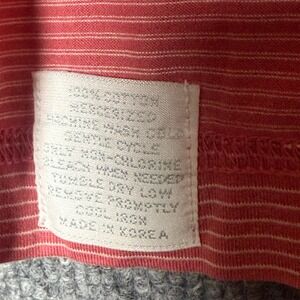 100% COTTON
MERCERIZED
MACHINE WASH COLD
GENTLE CYCLE
ONLY NON-CHLORINE
BLEACH WHEN NEEDED
TUMBLE DRY LOW
REMOVE PROMPTLY
COOL IRON
MADE IN KOREA